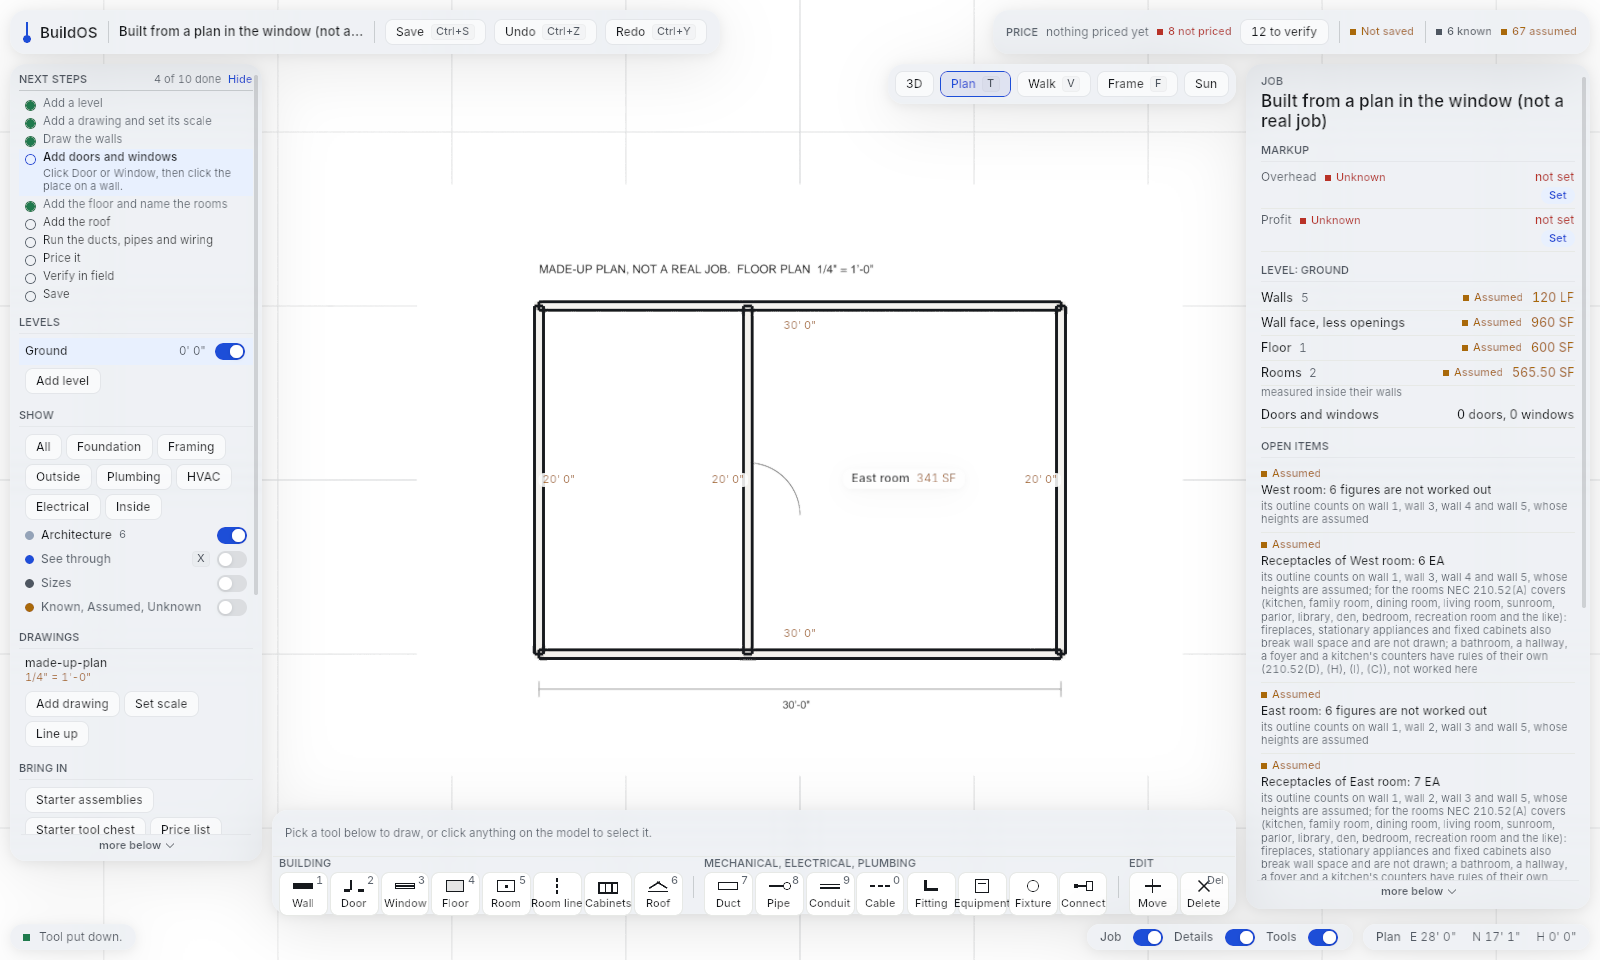 BuildOS
Built from a plan in the window (not a...
Save Ctrl+S
Undo Ctrl+Z
Redo Ctrl+Y
PRICE nothing priced yet 8 not priced 12 to verify Not saved 6 known 67 assumed
3D
Plan T
Walk V
Frame F
Sun
NEXT STEPS 4 of 10 done Hide
Add a level
Add a drawing and set its scale
Draw the walls
Add doors and windows
Click Door or Window, then click the
place on a wall.
Add the floor and name the rooms
Add the roof
Run the ducts, pipes and wiring
Price it
Verify in field
Save
LEVELS
Ground 0' 0"
Add level
SHOW
All Foundation Framing
Outside Plumbing HVAC
Electrical Inside
Architecture 6
See through X
Sizes
Known, Assumed, Unknown
DRAWINGS
made-up-plan
1/4" = 1'-0"
Add drawing Set scale
Line up
BRING IN
Starter assemblies
Starter tool chest Price list
more below
MADE-UP PLAN, NOT A REAL JOB. FLOOR PLAN 1/4" = 1'-0"
30' 0"
20' 0" 20' 0" East room 341 SF 20' 0"
30' 0"
30'-0"
Pick a tool below to draw, or click anything on the model to select it.
BUILDING
Wall 1
Door 2
Window 3
Floor 4
Room 5
Room line
Cabinets
Roof 6
MECHANICAL, ELECTRICAL, PLUMBING
Duct 7
Pipe 8
Conduit 9
Cable 0
Fitting
Equipment
Fixture
Connect
EDIT
Move
Delete Del
JOB
Built from a plan in the window (not a
real job)
MARKUP
Overhead Unknown not set
Set
Profit Unknown not set
Set
LEVEL: GROUND
Walls 5 Assumed 120 LF
Wall face, less openings Assumed 960 SF
Floor 1 Assumed 600 SF
Rooms 2 Assumed 565.50 SF
measured inside their walls
Doors and windows 0 doors, 0 windows
OPEN ITEMS
Assumed
West room: 6 figures are not worked out
its outline counts on wall 1, wall 3, wall 4 and wall 5, whose
heights are assumed
Assumed
Receptacles of West room: 6 EA
its outline counts on wall 1, wall 3, wall 4 and wall 5, whose
heights are assumed; for the rooms NEC 210.52(A) covers
(kitchen, family room, dining room, living room, sunroom,
parlor, library, den, bedroom, recreation room and the like):
fireplaces, stationary appliances and fixed cabinets also
break wall space and are not drawn; a bathroom, a hallway,
a foyer and a kitchen's counters have rules of their own
(210.52(D), (H), (I), (C)), not worked here
Assumed
East room: 6 figures are not worked out
its outline counts on wall 1, wall 2, wall 3 and wall 5, whose
heights are assumed
Assumed
Receptacles of East room: 7 EA
its outline counts on wall 1, wall 2, wall 3 and wall 5, whose
heights are assumed; for the rooms NEC 210.52(A) covers
(kitchen, family room, dining room, living room, sunroom,
parlor, library, den, bedroom, recreation room and the like):
fireplaces, stationary appliances and fixed cabinets also
break wall space and are not drawn; a bathroom, a hallway,
a foyer and a kitchen's counters have rules of their own
more below
Tool put down.
Job Details Tools
Plan E 28' 0" N 17' 1" H 0' 0"